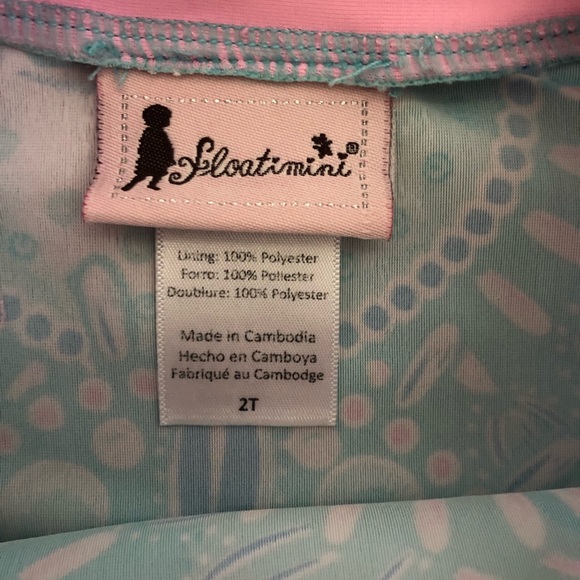 Floatimini®
Lining: 100% Polyester
Forro: 100% Poliester
Doublure: 100% Polyester
Made in Cambodia
Hecho en Camboya
Fabriqué au Cambodge
2T